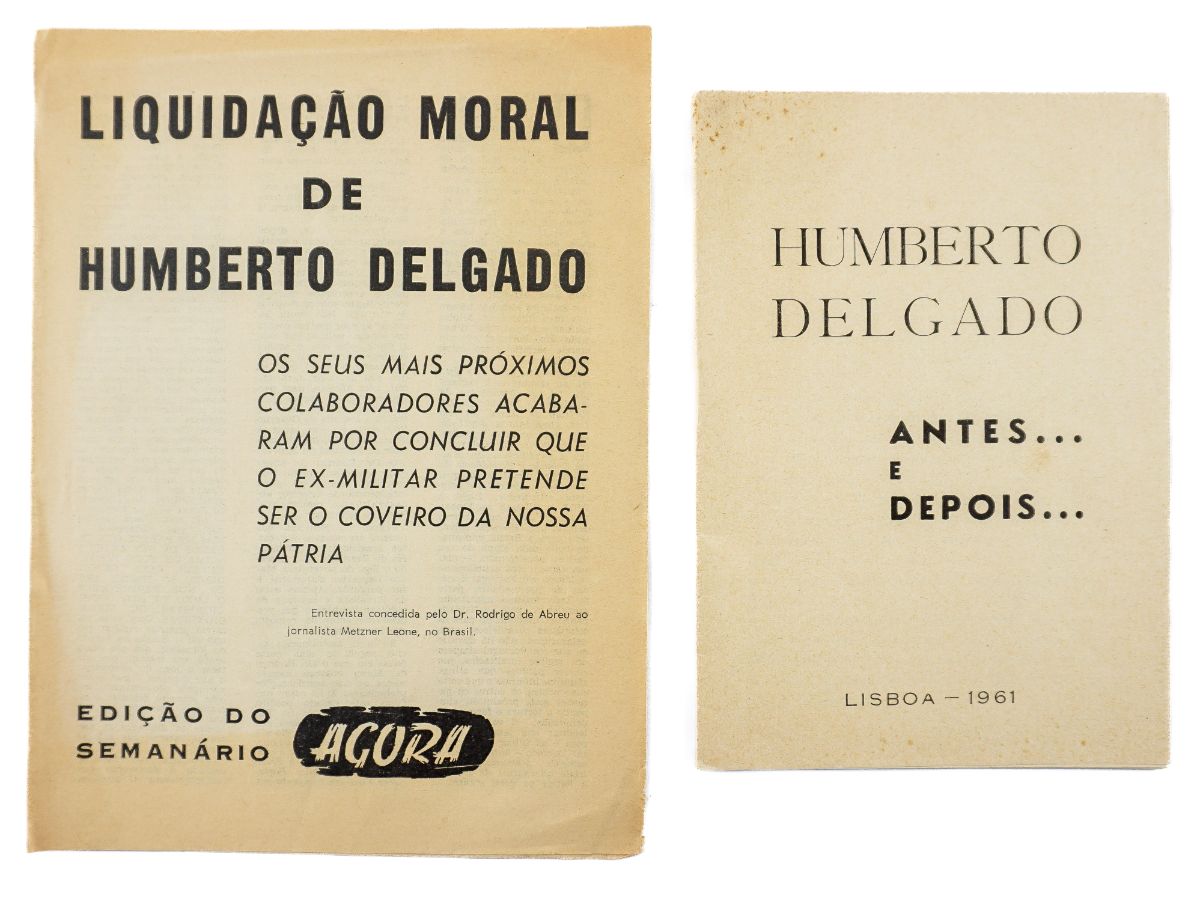 LIQUIDAÇÃO MORAL
DE
HUMBERTO DELGADO
OS SEUS MAIS PRÓXIMOS
COLABORADORES ACABA-
RAM POR CONCLUIR QUE
O EX-MILITAR PRETENDE
SER O COVEIRO DA NOSSA
PÁTRIA
Entrevista concedida pelo Dr. Rodrigo de Abreu ao
jornalista Metzner Leone, no Brasil.
EDIÇÃO DO
SEMANÁRIO
AGORA
HUMBERTO
DELGADO
ANTES...
E
DEPOIS...
LISBOA — 1961